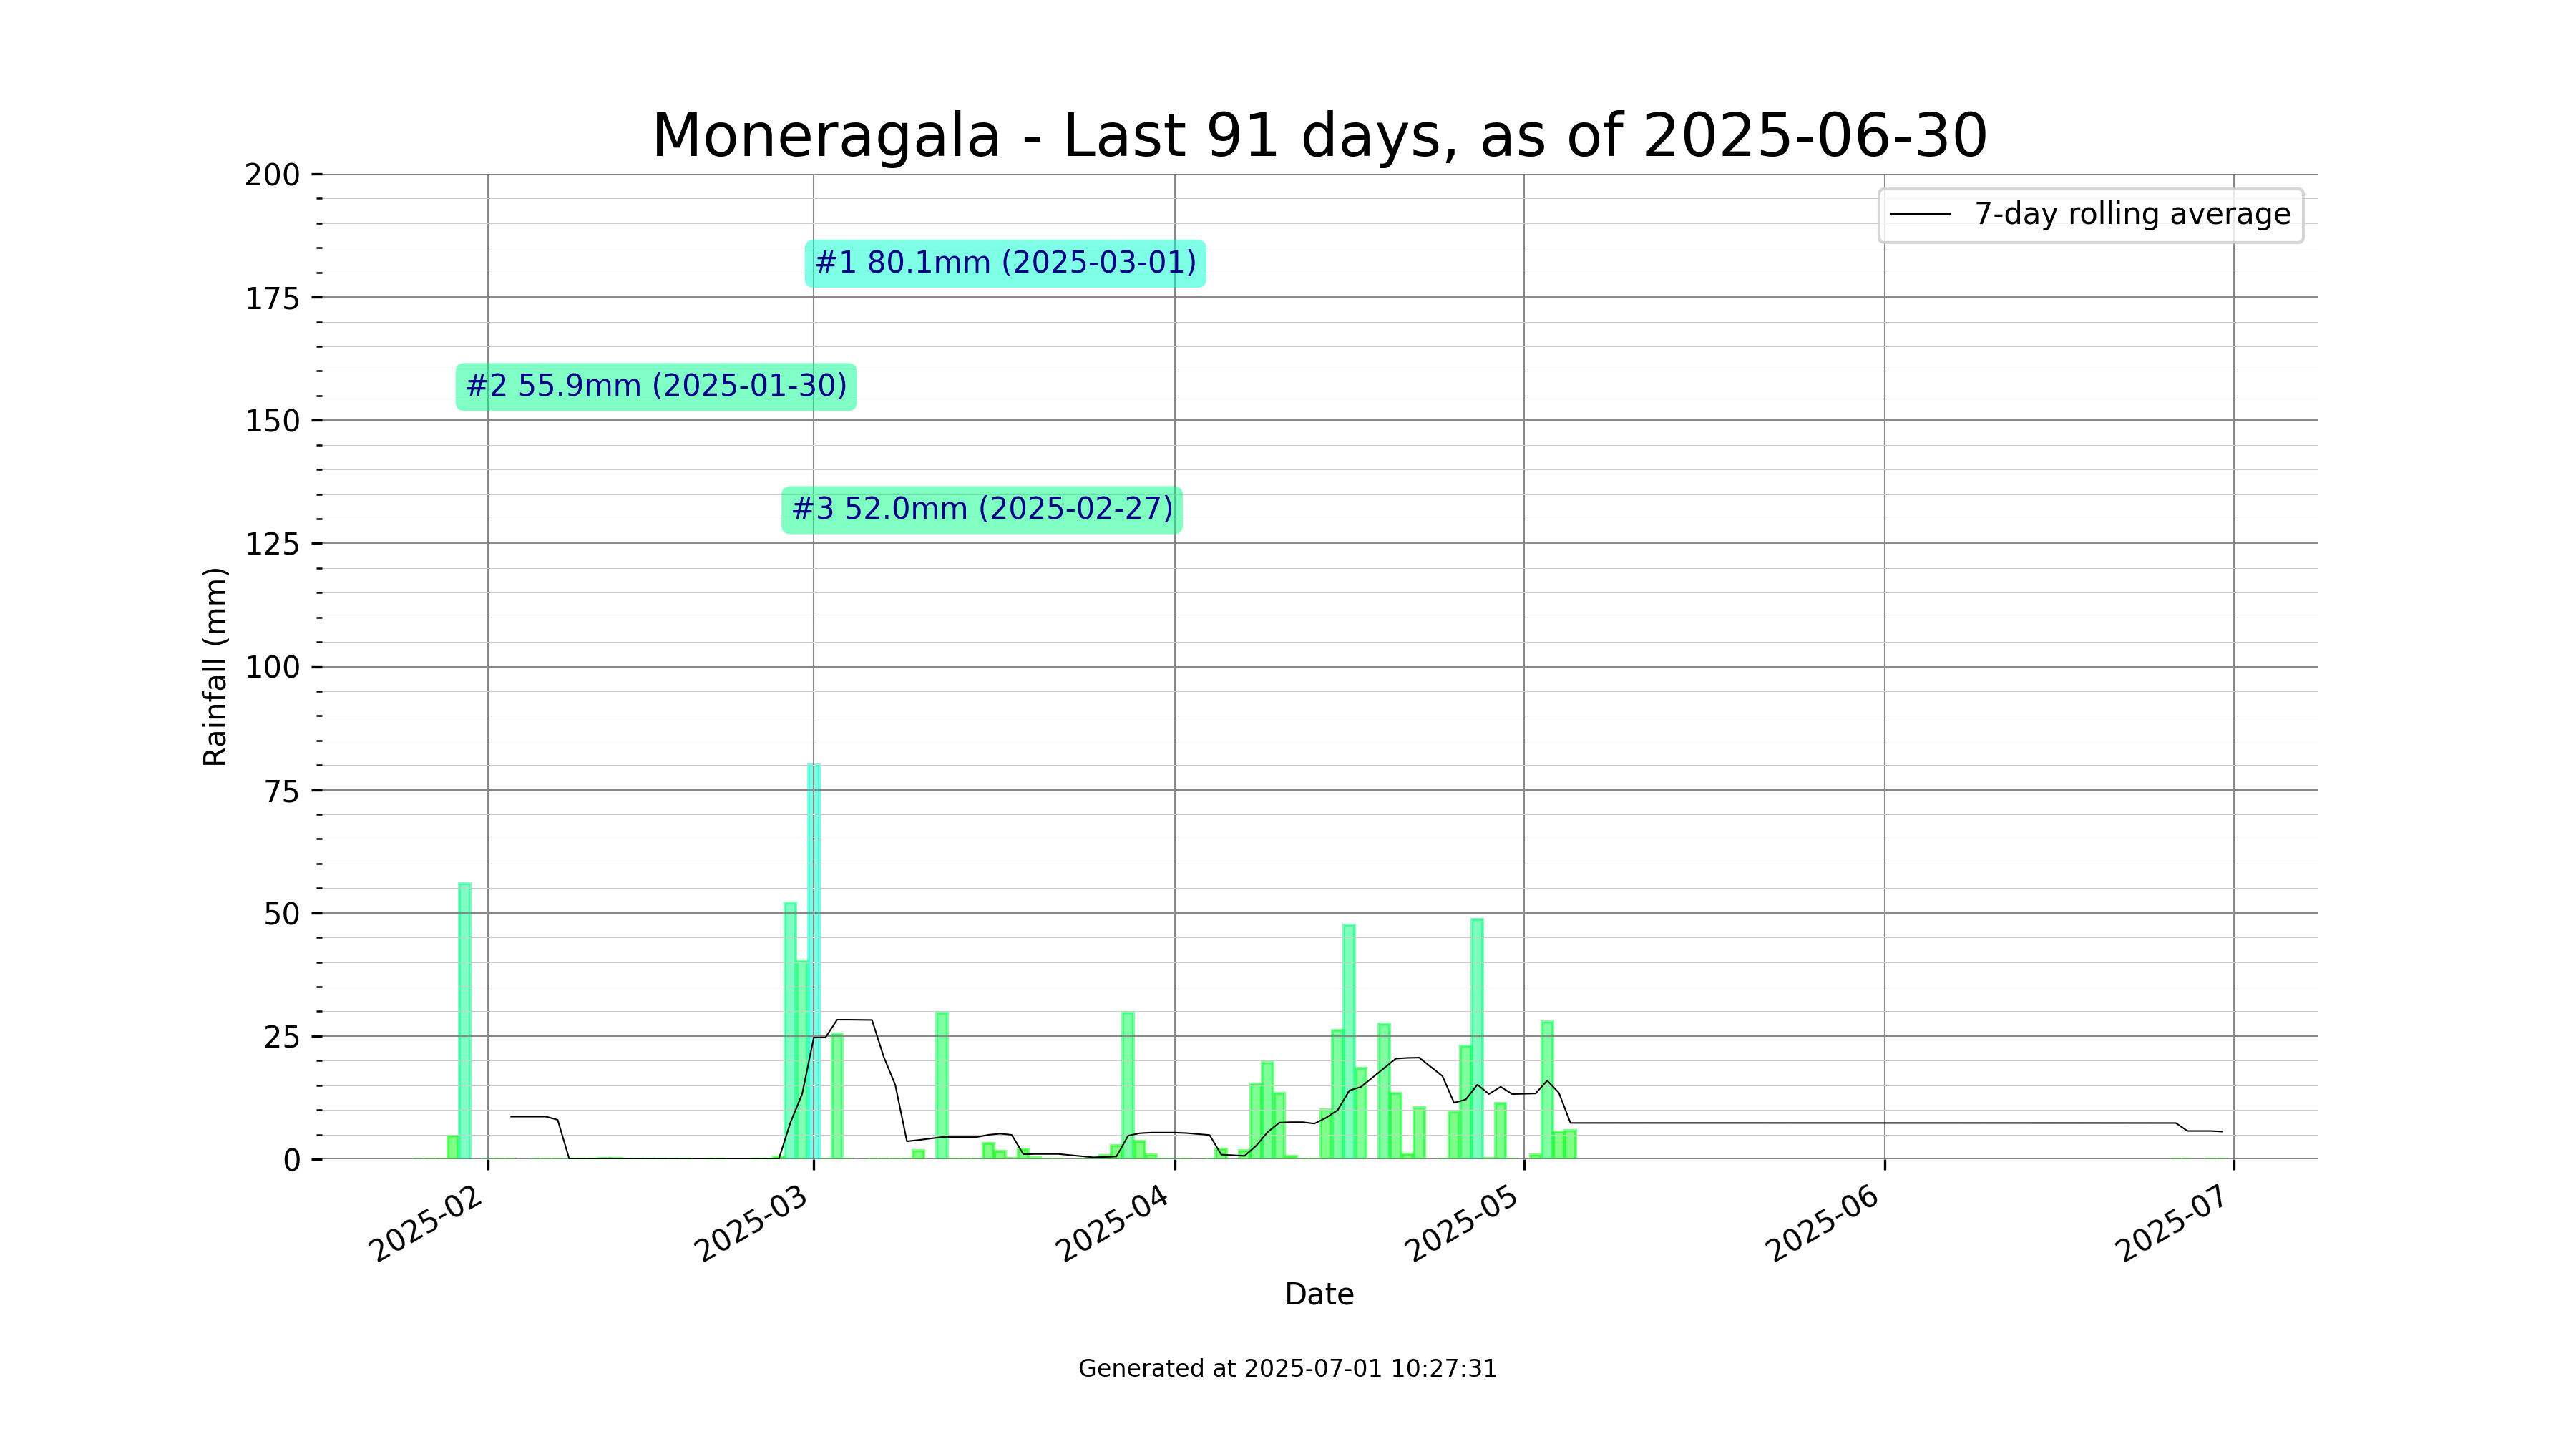 Moneragala - Last 91 days, as of 2025-06-30
200
175
150
125
100
75
50
25
0
Rainfall (mm)
7-day rolling average
#1 80.1mm (2025-03-01)
#2 55.9mm (2025-01-30)
#3 52.0mm (2025-02-27)
2025-02
2025-03
2025-04
2025-05
2025-06
2025-07
Date
Generated at 2025-07-01 10:27:31